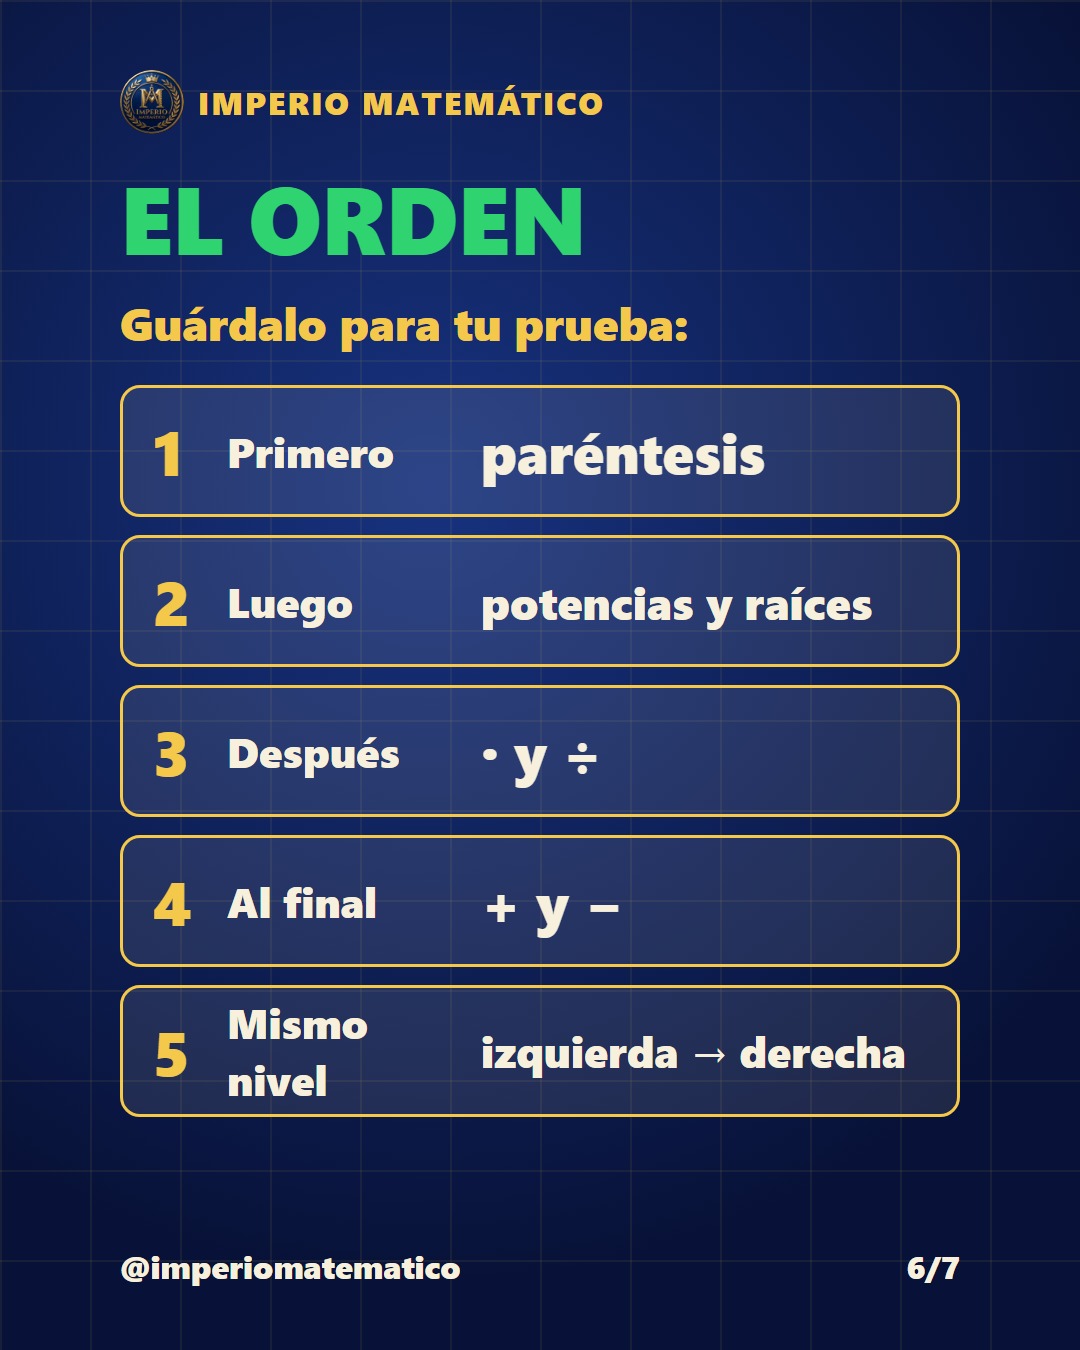 IMPERIO MATEMÁTICO
EL ORDEN
Guárdalo para tu prueba:
1 Primero paréntesis
2 Luego potencias y raíces
3 Después · y ÷
4 Al final + y −
5 Mismo nivel izquierda → derecha
@imperiomatematico 6/7